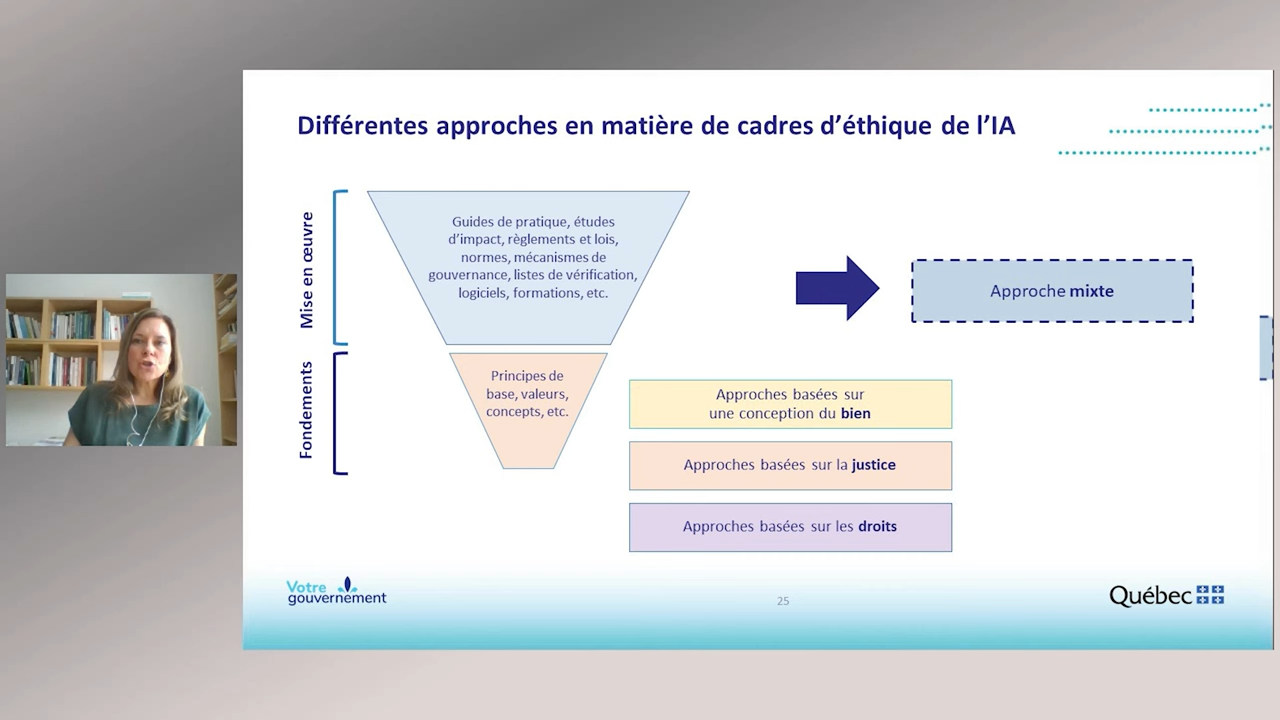 Différentes approches en matière de cadres d'éthique de l'IA
Mise en œuvre
Guides de pratique, études
d'impact, règlements et lois,
normes, mécanismes de
gouvernance, listes de vérification,
logiciels, formations, etc.
Approche mixte
Fondements
Principes de
base, valeurs,
concepts, etc.
Approches basées sur
une conception du bien
Approches basées sur la justice
Approches basées sur les droits
Votre
gouvernement
25
Québec